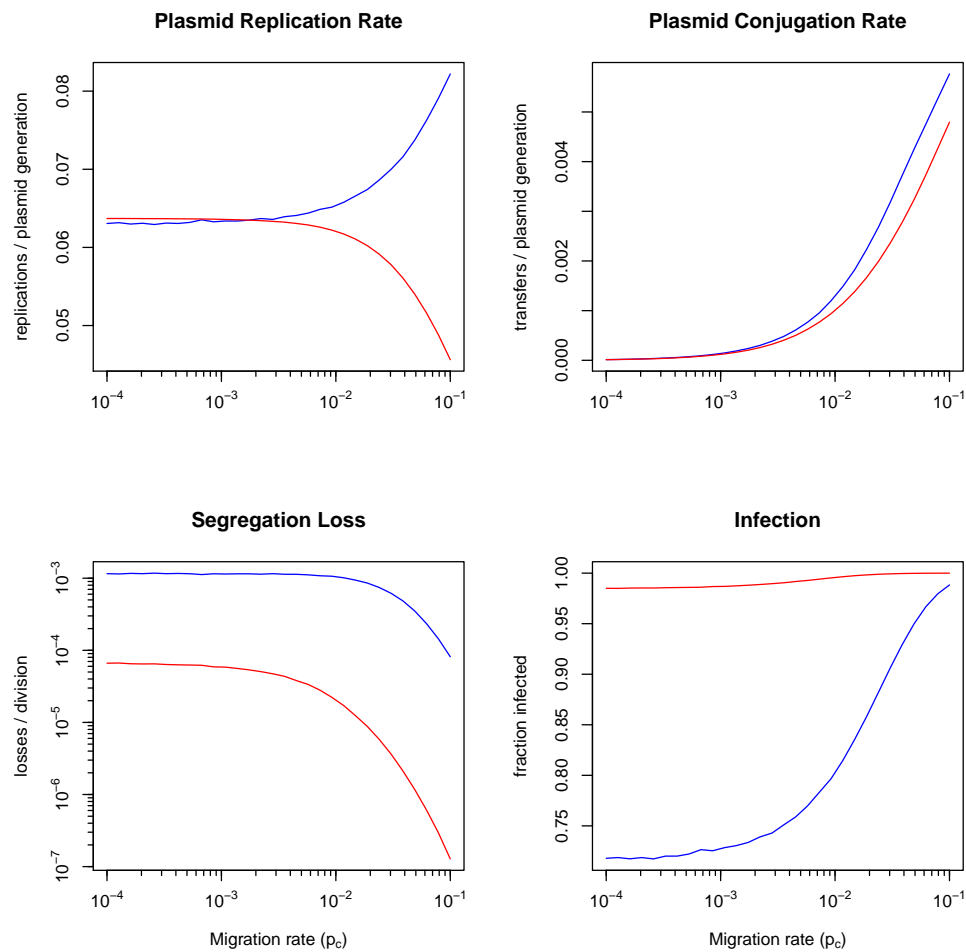 Plasmid Replication Rate
replications / plasmid generation
0.08
0.07
0.06
0.05
10⁻⁴ 10⁻³ 10⁻² 10⁻¹
Plasmid Conjugation Rate
transfers / plasmid generation
0.004
0.002
0.000
10⁻⁴ 10⁻³ 10⁻² 10⁻¹
Segregation Loss
losses / division
10⁻³
10⁻⁴
10⁻⁵
10⁻⁶
10⁻⁷
10⁻⁴ 10⁻³ 10⁻² 10⁻¹
Migration rate (p_c)
Infection
fraction infected
1.00
0.95
0.90
0.85
0.80
0.75
10⁻⁴ 10⁻³ 10⁻² 10⁻¹
Migration rate (p_c)